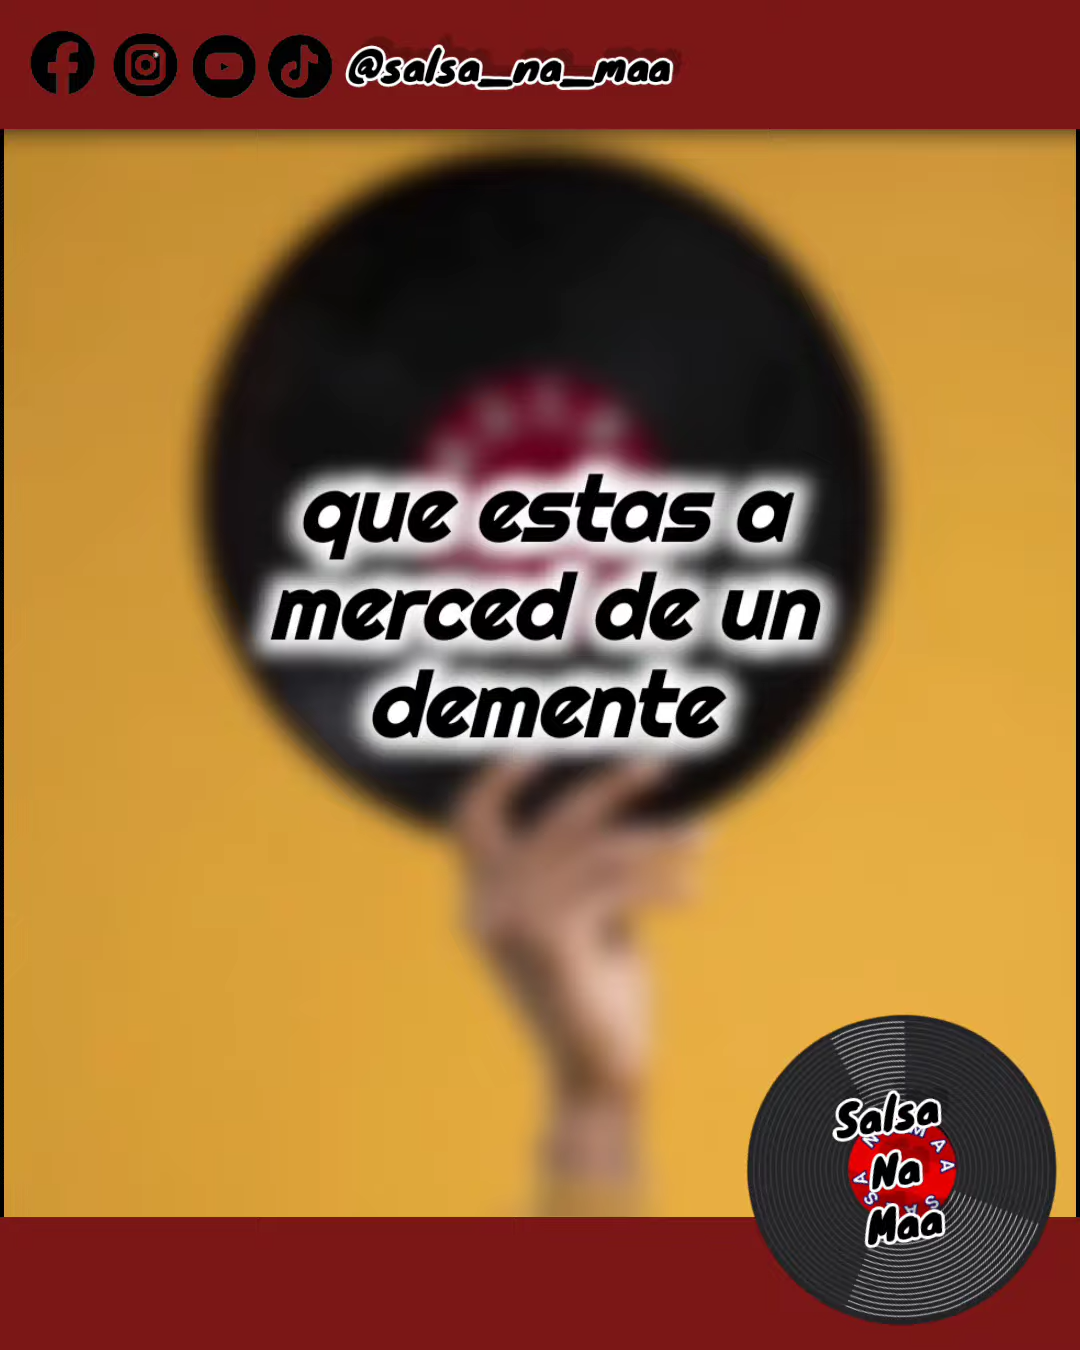 @salsa_na_maa
que estas a
merced de un
demente
Salsa
Na
Maa